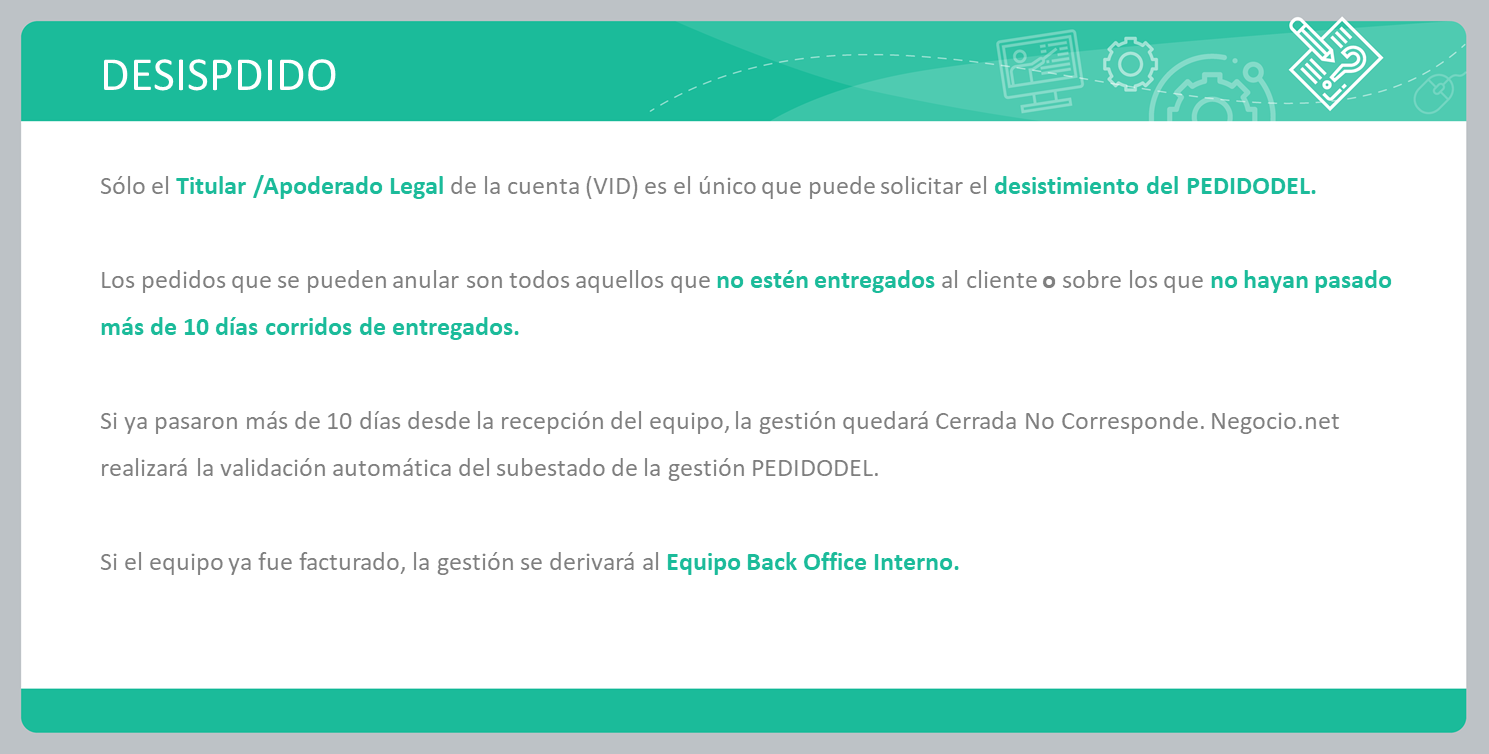 DESISPDIDO
Sólo el Titular /Apoderado Legal de la cuenta (VID) es el único que puede solicitar el desistimiento del PEDIDODEL.
Los pedidos que se pueden anular son todos aquellos que no estén entregados al cliente o sobre los que no hayan pasado
más de 10 días corridos de entregados.
Si ya pasaron más de 10 días desde la recepción del equipo, la gestión quedará Cerrada No Corresponde. Negocio.net
realizará la validación automática del subestado de la gestión PEDIDODEL.
Si el equipo ya fue facturado, la gestión se derivará al Equipo Back Office Interno.